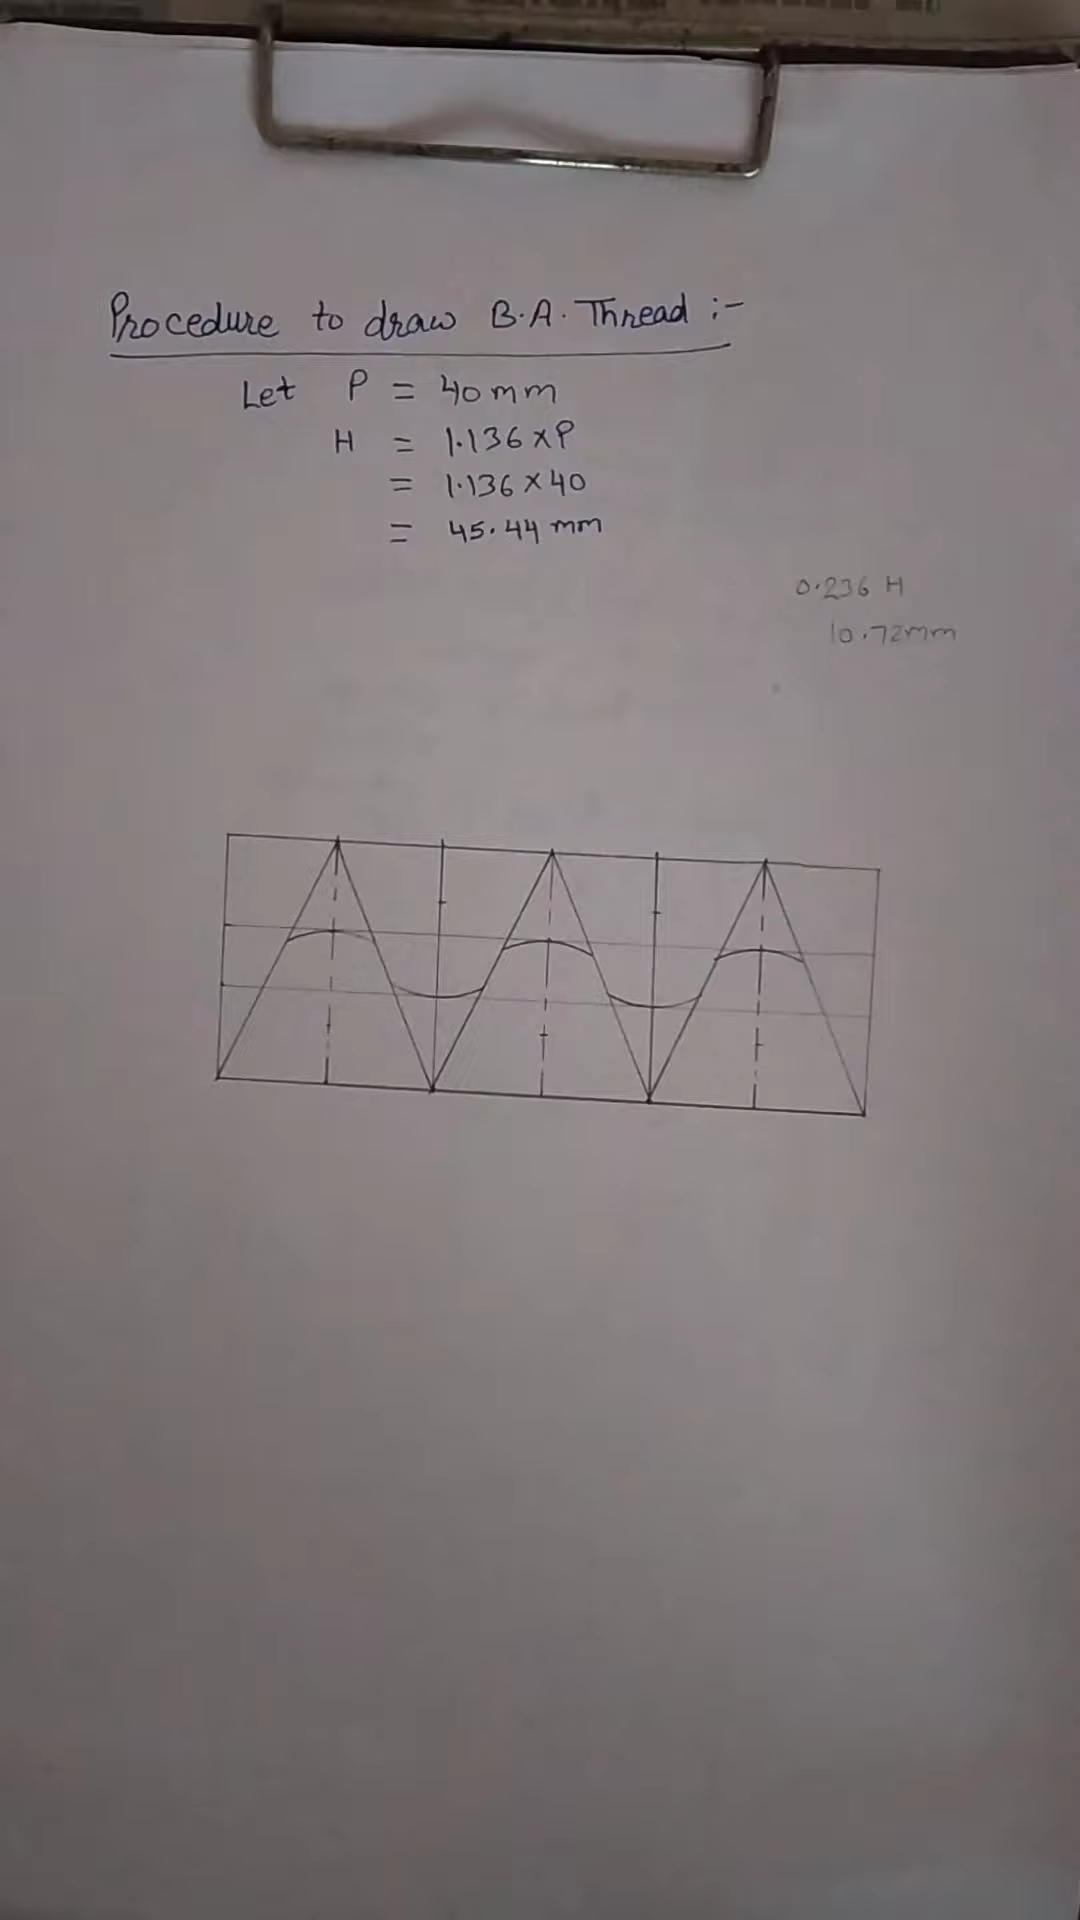 Procedure to draw B.A. Thread :-
Let P = 40mm
H = 1.136 x P
= 1.136 x 40
= 45.44 mm
0.236 H
10.72mm